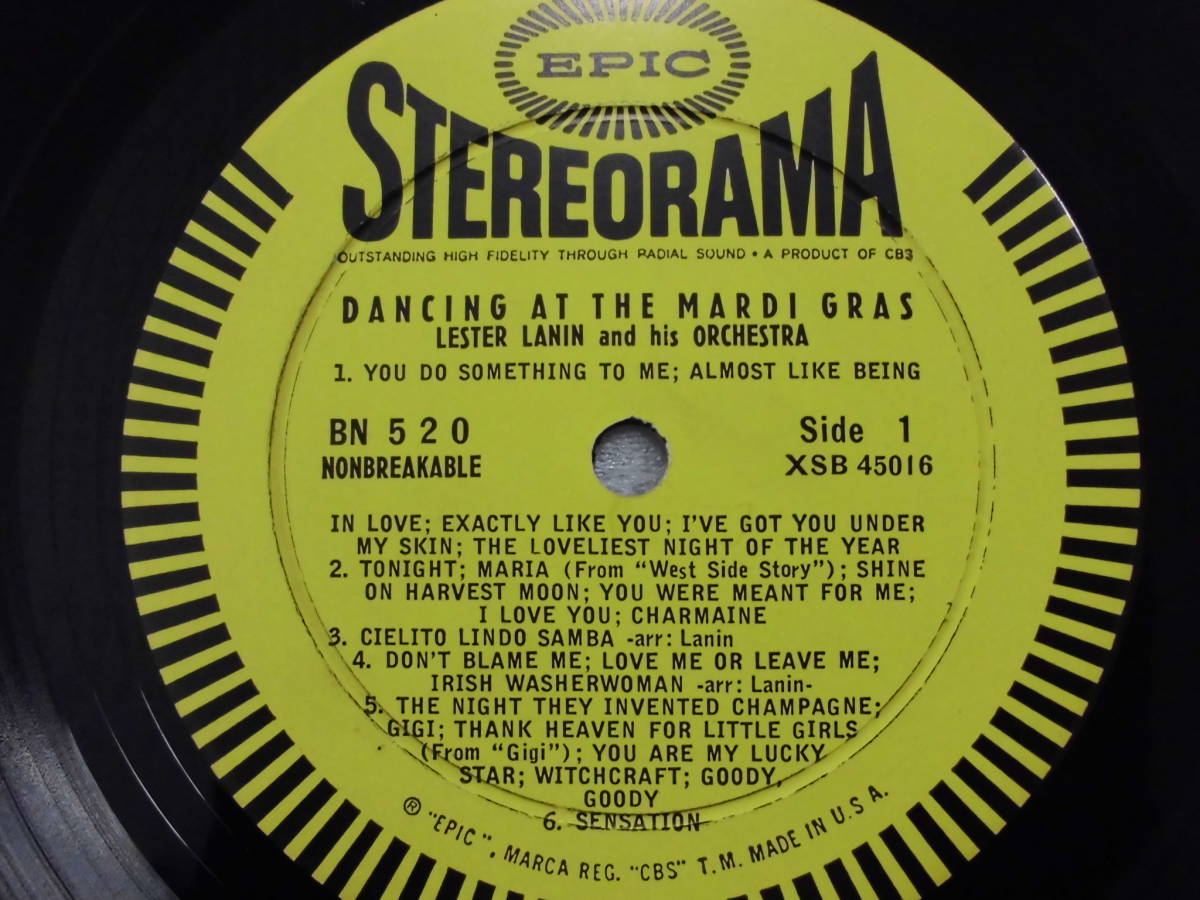 EPIC
STEREORAMA
OUTSTANDING HIGH FIDELITY THROUGH RADIAL SOUND • A PRODUCT OF CBS
DANCING AT THE MARDI GRAS
LESTER LANIN and his ORCHESTRA
1. YOU DO SOMETHING TO ME; ALMOST LIKE BEING
BN 520
Side 1
NONBREAKABLE
XSB 45016
IN LOVE; EXACTLY LIKE YOU; I'VE GOT YOU UNDER
MY SKIN; THE LOVELIEST NIGHT OF THE YEAR
2. TONIGHT; MARIA (From "West Side Story"); SHINE
ON HARVEST MOON; YOU WERE MEANT FOR ME;
I LOVE YOU; CHARMAINE
3. CIELITO LINDO SAMBA -arr: Lanin
4. DON'T BLAME ME; LOVE ME OR LEAVE ME;
IRISH WASHERWOMAN -arr: Lanin-
5. THE NIGHT THEY INVENTED CHAMPAGNE;
GIGI; THANK HEAVEN FOR LITTLE GIRLS
(From "Gigi"); YOU ARE MY LUCKY
STAR; WITCHCRAFT; GOODY,
GOODY
6. SENSATION
® "EPIC", MARCA REG. "CBS" T.M. MADE IN U.S.A.